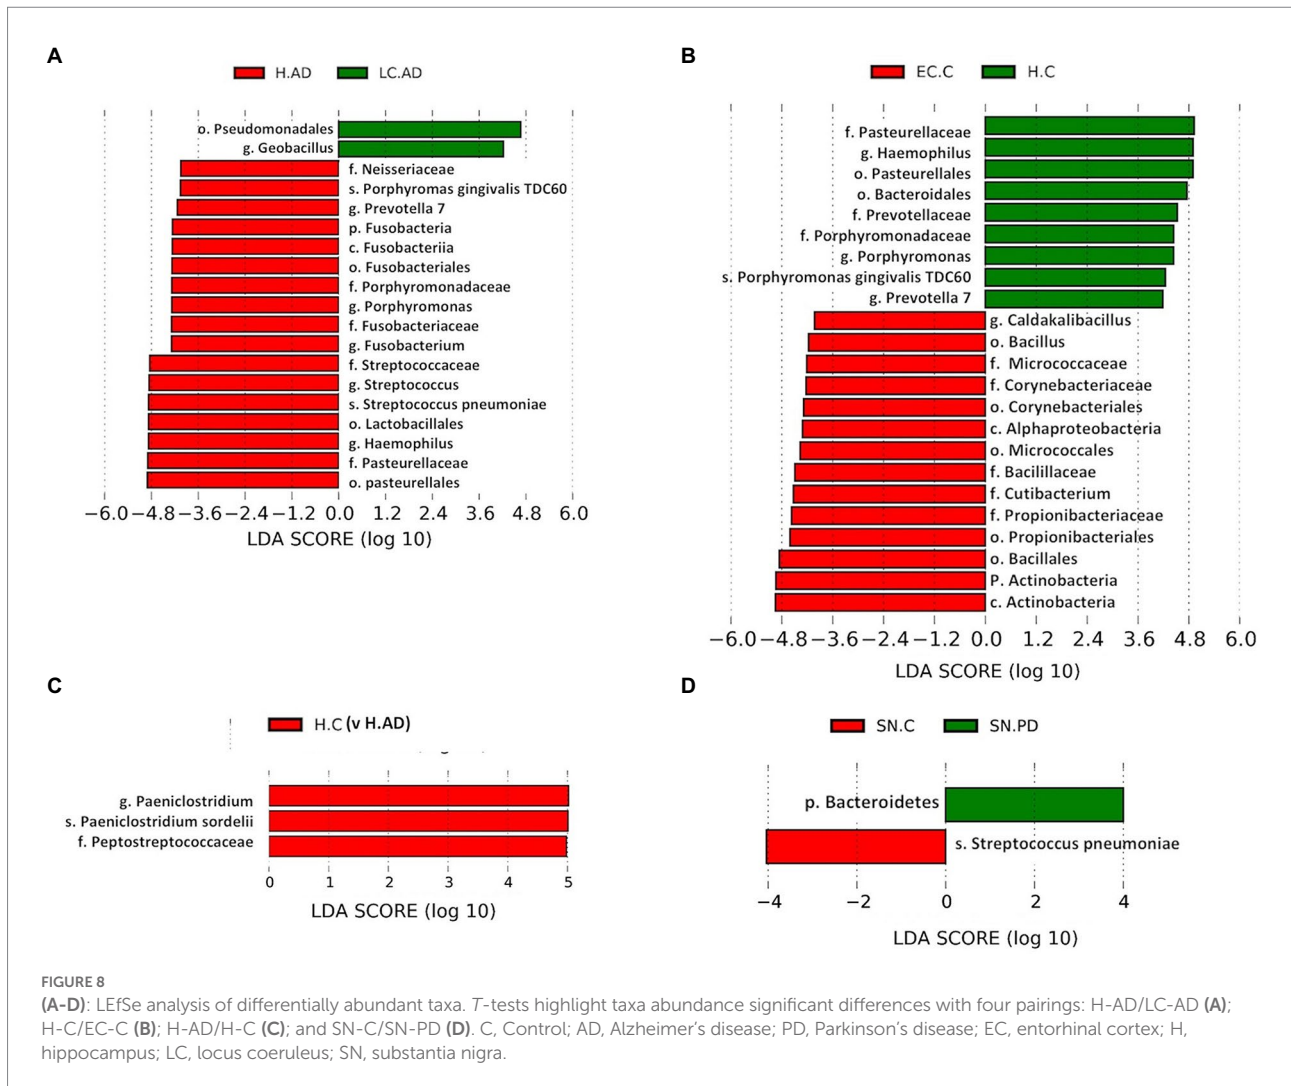 A
H.AD LC.AD
o. Pseudomonadales
g. Geobacillus
f. Neisseriaceae
s. Porphyromas gingivalis TDC60
g. Prevotella 7
p. Fusobacteria
c. Fusobacteriia
o. Fusobacteriales
f. Porphyromonadaceae
g. Porphyromonas
f. Fusobacteriaceae
g. Fusobacterium
f. Streptococcaceae
g. Streptococcus
s. Streptococcus pneumoniae
o. Lactobacillales
g. Haemophilus
f. Pasteurellaceae
o. pasteurellales
−6.0 −4.8 −3.6 −2.4 −1.2 0.0 1.2 2.4 3.6 4.8 6.0
LDA SCORE (log 10)
B
EC.C H.C
f. Pasteurellaceae
g. Haemophilus
o. Pasteurellales
o. Bacteroidales
f. Prevotellaceae
f. Porphyromonadaceae
g. Porphyromonas
s. Porphyromonas gingivalis TDC60
g. Prevotella 7
g. Caldakalibacillus
o. Bacillus
f. Micrococcaceae
f. Corynebacteriaceae
o. Corynebacteriales
c. Alphaproteobacteria
o. Micrococcales
f. Bacilillaceae
f. Cutibacterium
f. Propionibacteriaceae
o. Propionibacteriales
o. Bacillales
P. Actinobacteria
c. Actinobacteria
−6.0 −4.8 −3.6 −2.4 −1.2 0.0 1.2 2.4 3.6 4.8 6.0
LDA SCORE (log 10)
C
H.C (v H.AD)
g. Paeniclostridium
s. Paeniclostridium sordelii
f. Peptostreptococcaceae
0 1 2 3 4 5
LDA SCORE (log 10)
D
SN.C SN.PD
p. Bacteroidetes
s. Streptococcus pneumoniae
−4 −2 0 2 4
LDA SCORE (log 10)
FIGURE 8
(A-D): LEfSe analysis of differentially abundant taxa. T-tests highlight taxa abundance significant differences with four pairings: H-AD/LC-AD (A);
H-C/EC-C (B); H-AD/H-C (C); and SN-C/SN-PD (D). C, Control; AD, Alzheimer's disease; PD, Parkinson's disease; EC, entorhinal cortex; H,
hippocampus; LC, locus coeruleus; SN, substantia nigra.